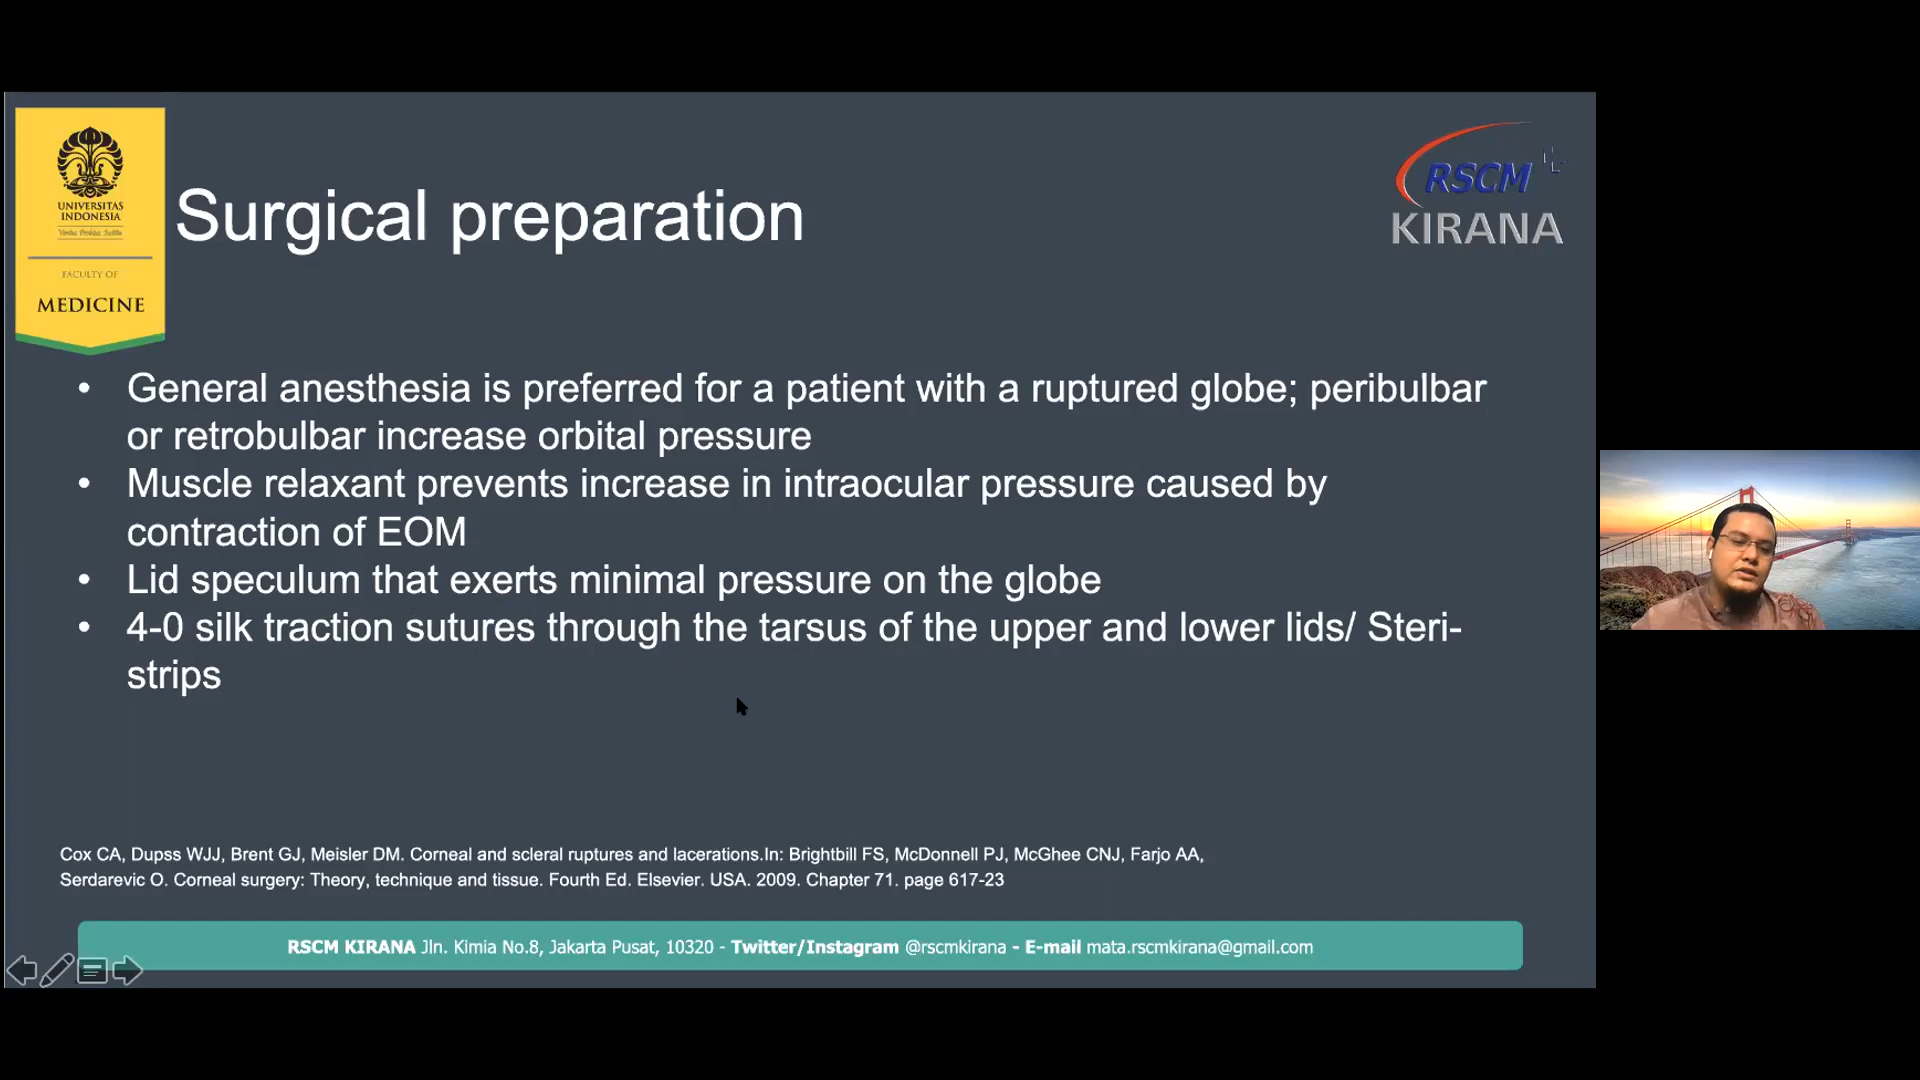 UNIVERSITAS
INDONESIA
FACULTY OF
MEDICINE
Surgical preparation
RSCM
KIRANA
• General anesthesia is preferred for a patient with a ruptured globe; peribulbar
or retrobulbar increase orbital pressure
• Muscle relaxant prevents increase in intraocular pressure caused by
contraction of EOM
• Lid speculum that exerts minimal pressure on the globe
• 4-0 silk traction sutures through the tarsus of the upper and lower lids/ Steri-
strips
Cox CA, Dupss WJJ, Brent GJ, Meisler DM. Corneal and scleral ruptures and lacerations.In: Brightbill FS, McDonnell PJ, McGhee CNJ, Farjo AA,
Serdarevic O. Corneal surgery: Theory, technique and tissue. Fourth Ed. Elsevier. USA. 2009. Chapter 71. page 617-23
RSCM KIRANA Jln. Kimia No.8, Jakarta Pusat, 10320 - Twitter/Instagram @rscmkirana - E-mail mata.rscmkirana@gmail.com